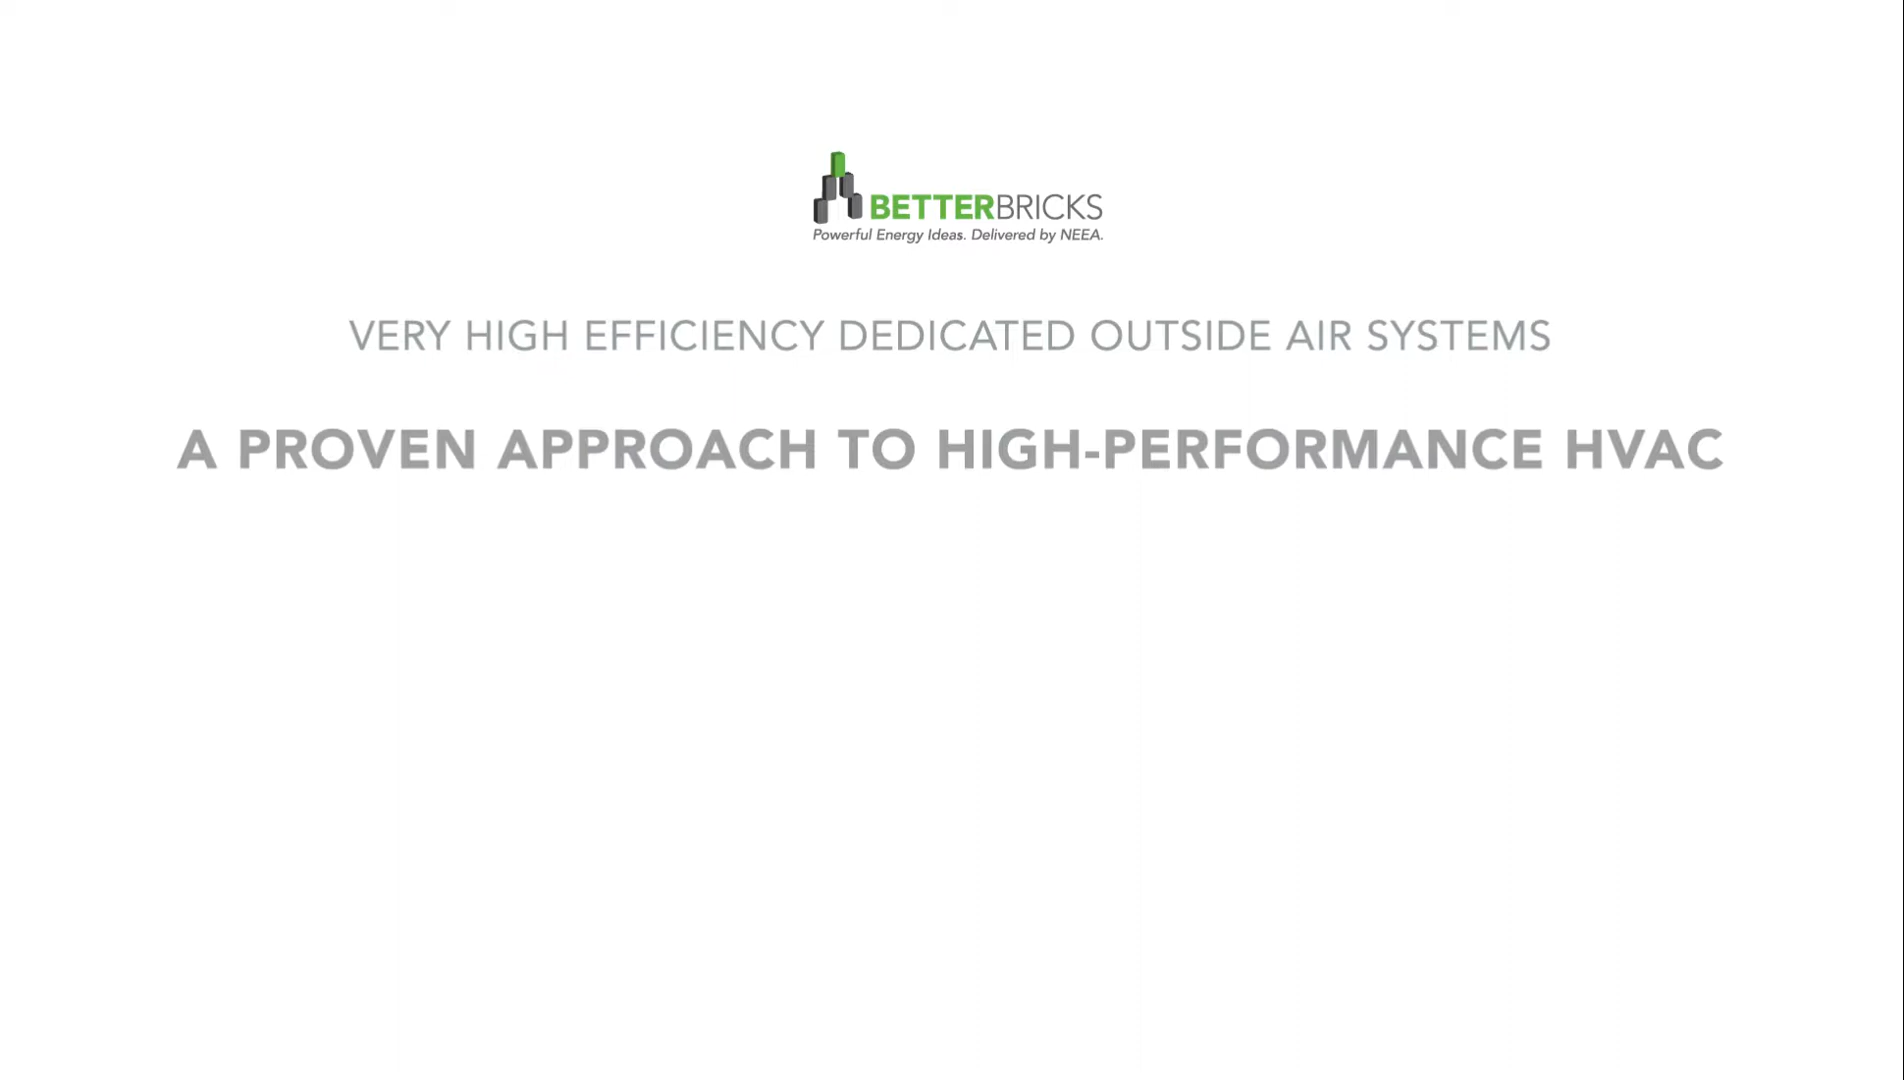 BETTERBRICKS
Powerful Energy Ideas. Delivered by NEEA.
VERY HIGH EFFICIENCY DEDICATED OUTSIDE AIR SYSTEMS
A PROVEN APPROACH TO HIGH-PERFORMANCE HVAC